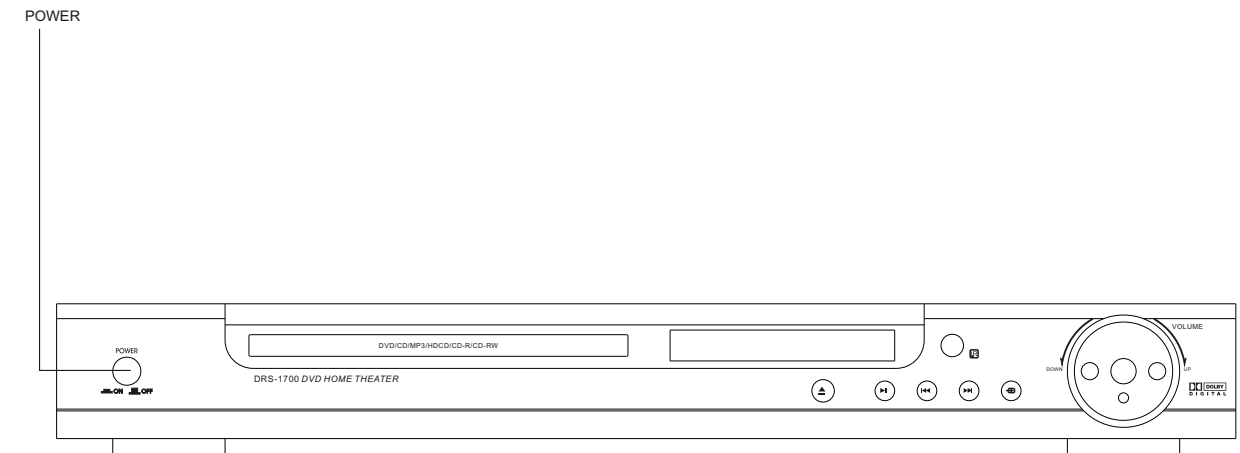 POWER
POWER
ON OFF
DVD/CD/MP3/HDCD/CD-R/CD-RW
DRS-1700 DVD HOME THEATER
VOLUME
DOWN
UP
DOLBY
DIGITAL